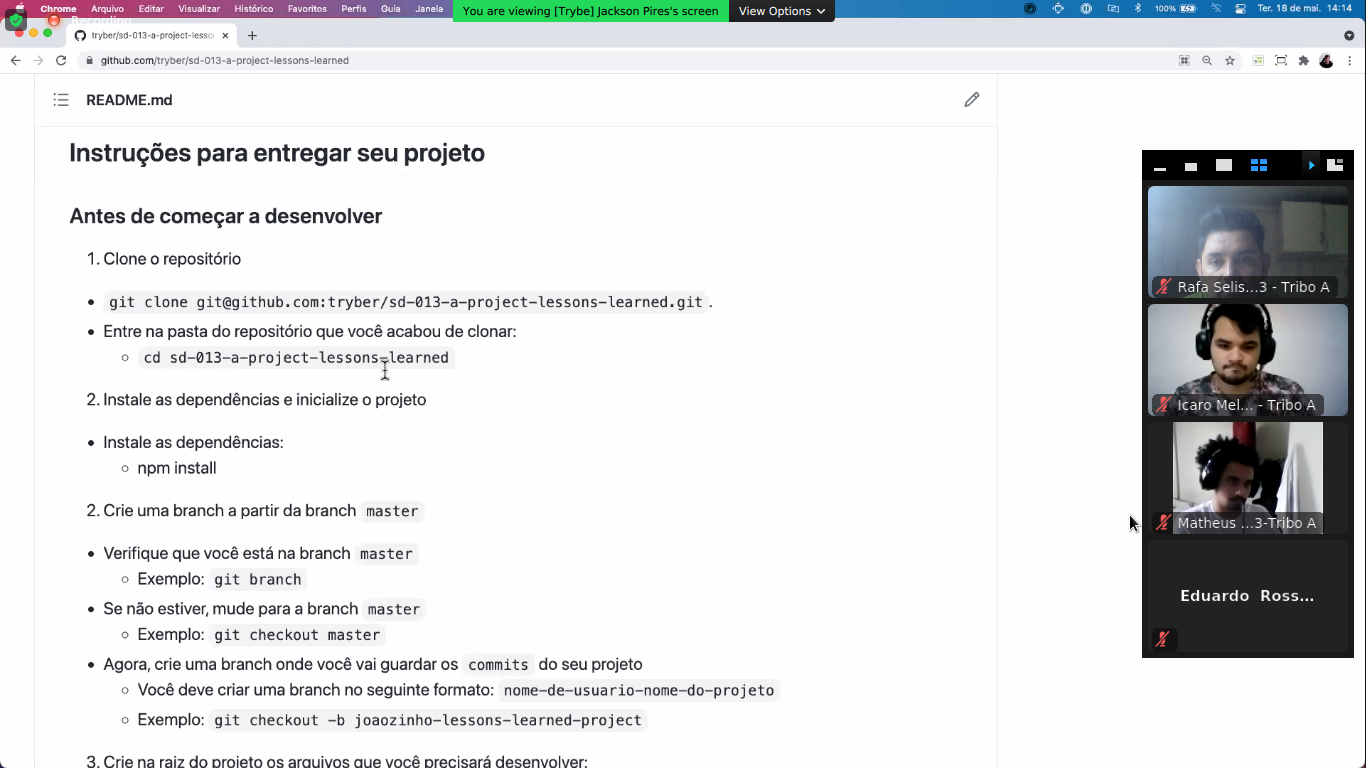 Chrome Arquivo Editar Visualizar Histórico Favoritos Perfis Guia Janela
You are viewing [Trybe] Jackson Pires's screen
View Options
100%
Ter. 18 de mai. 14:14
Recording
tryber/sd-013-a-project-lesso
github.com/tryber/sd-013-a-project-lessons-learned
README.md
Instruções para entregar seu projeto
Antes de começar a desenvolver
1. Clone o repositório
• git clone git@github.com:tryber/sd-013-a-project-lessons-learned.git .
• Entre na pasta do repositório que você acabou de clonar:
◦ cd sd-013-a-project-lessons-learned
2. Instale as dependências e inicialize o projeto
• Instale as dependências:
◦ npm install
2. Crie uma branch a partir da branch master
• Verifique que você está na branch master
◦ Exemplo: git branch
• Se não estiver, mude para a branch master
◦ Exemplo: git checkout master
• Agora, crie uma branch onde você vai guardar os commits do seu projeto
◦ Você deve criar uma branch no seguinte formato: nome-de-usuario-nome-do-projeto
◦ Exemplo: git checkout -b joaozinho-lessons-learned-project
3. Crie na raiz do projeto os arquivos que você precisará desenvolver:
Rafa Selis...3 - Tribo A
Icaro Mel... - Tribo A
Matheus ...3-Tribo A
Eduardo Ross...